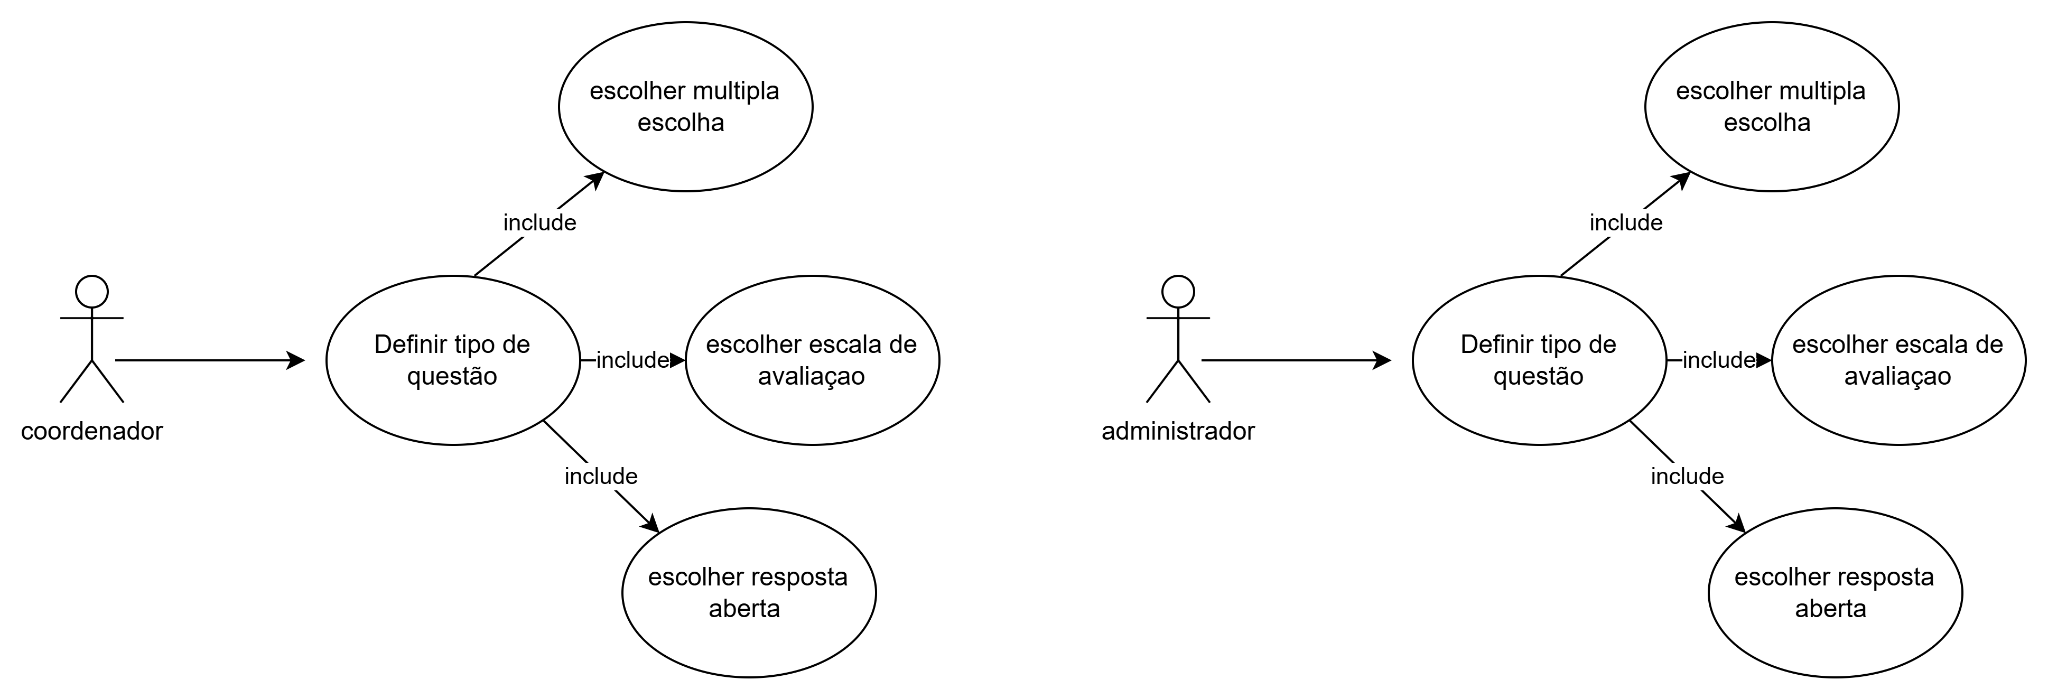 escolher multipla
escolha
include
Definir tipo de
questão
include
escolher escala de
avaliaçao
coordenador
include
escolher resposta
aberta
escolher multipla
escolha
include
Definir tipo de
questão
include
escolher escala de
avaliaçao
administrador
include
escolher resposta
aberta